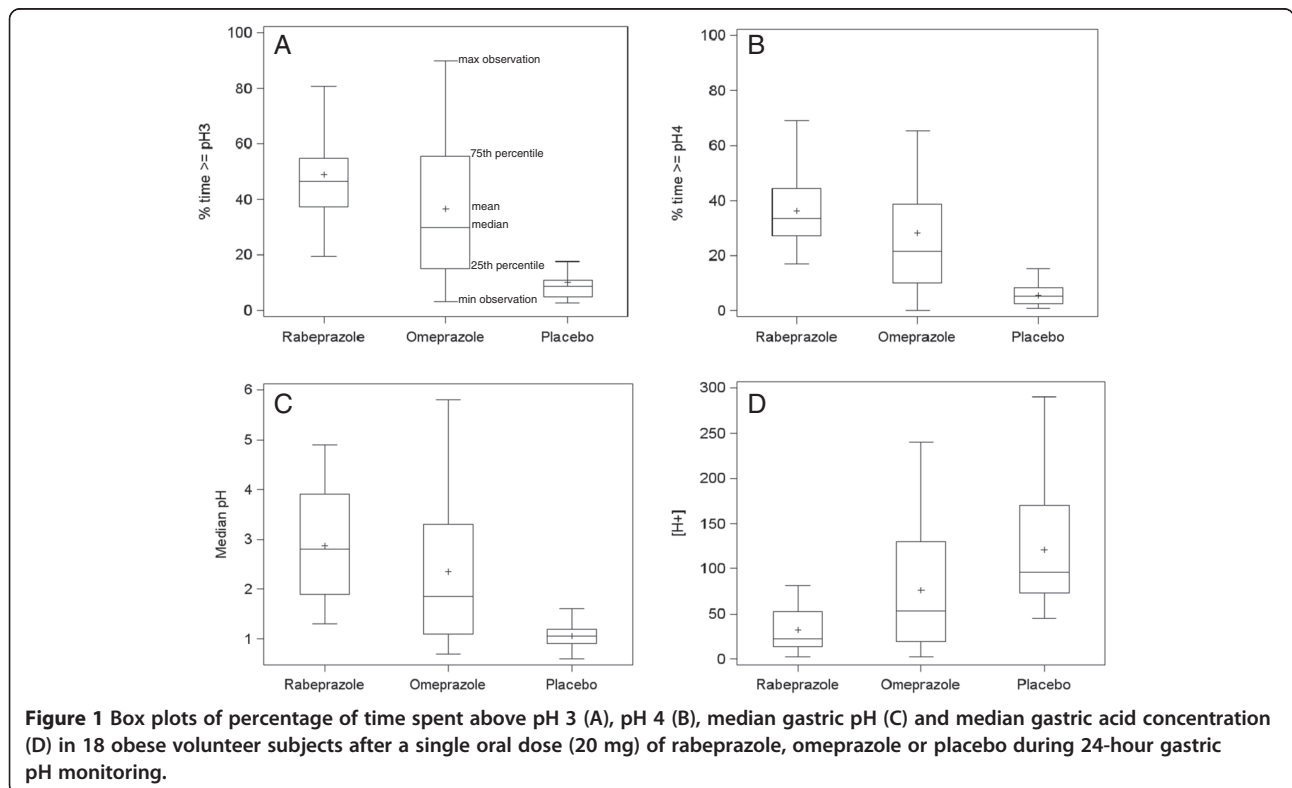 A
100
80
60
40
20
0
% time >= pH3
max observation
75th percentile
mean
median
25th percentile
min observation
Rabeprazole Omeprazole Placebo
B
100
80
60
40
20
0
% time >= pH4
Rabeprazole Omeprazole Placebo
C
6
5
4
3
2
1
Median pH
Rabeprazole Omeprazole Placebo
D
300
250
200
150
100
50
0
[H+]
Rabeprazole Omeprazole Placebo
Figure 1 Box plots of percentage of time spent above pH 3 (A), pH 4 (B), median gastric pH (C) and median gastric acid concentration
(D) in 18 obese volunteer subjects after a single oral dose (20 mg) of rabeprazole, omeprazole or placebo during 24-hour gastric
pH monitoring.